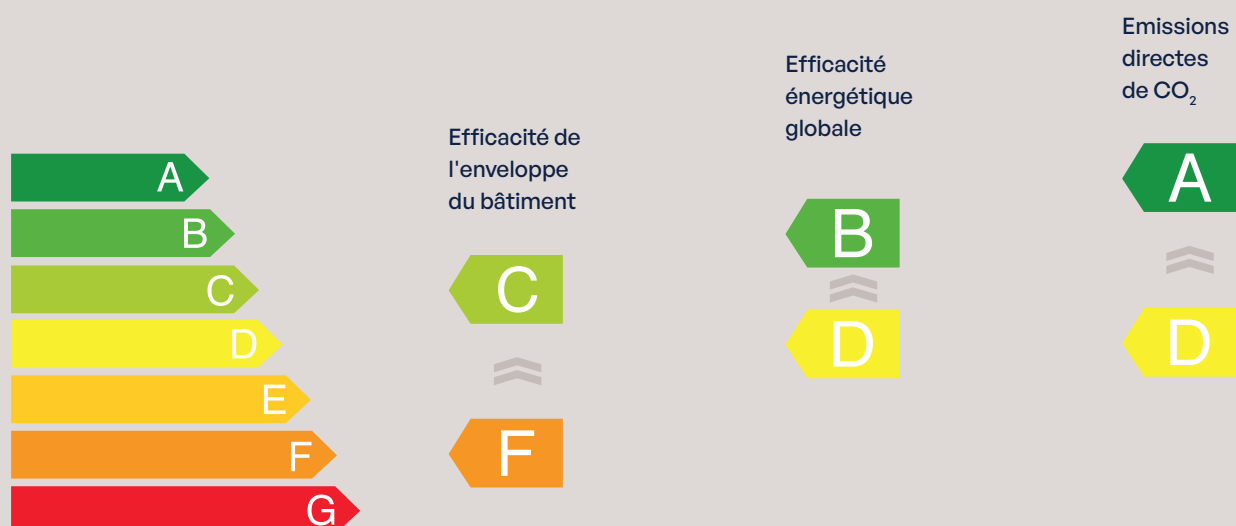 Emissions
directes
de CO₂
Efficacité
énergétique
globale
Efficacité de
l'enveloppe
du bâtiment
A
B
C
D
E
F
G
C
F
B
D
A
D